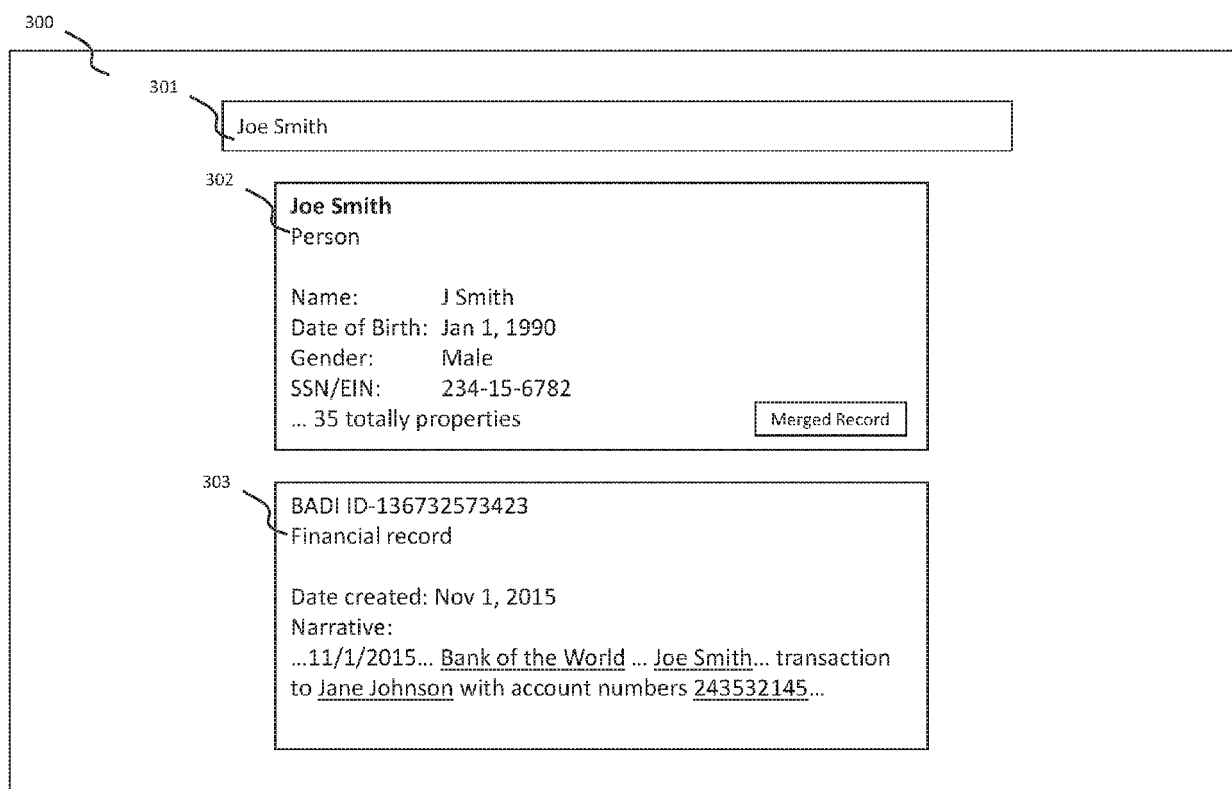 300
301
Joe Smith
302
Joe Smith
Person
Name: J Smith
Date of Birth: Jan 1, 1990
Gender: Male
SSN/EIN: 234-15-6782
... 35 totally properties
Merged Record
303
BADI ID-136732573423
Financial record
Date created: Nov 1, 2015
Narrative:
...11/1/2015... Bank of the World ... Joe Smith... transaction
to Jane Johnson with account numbers 243532145...